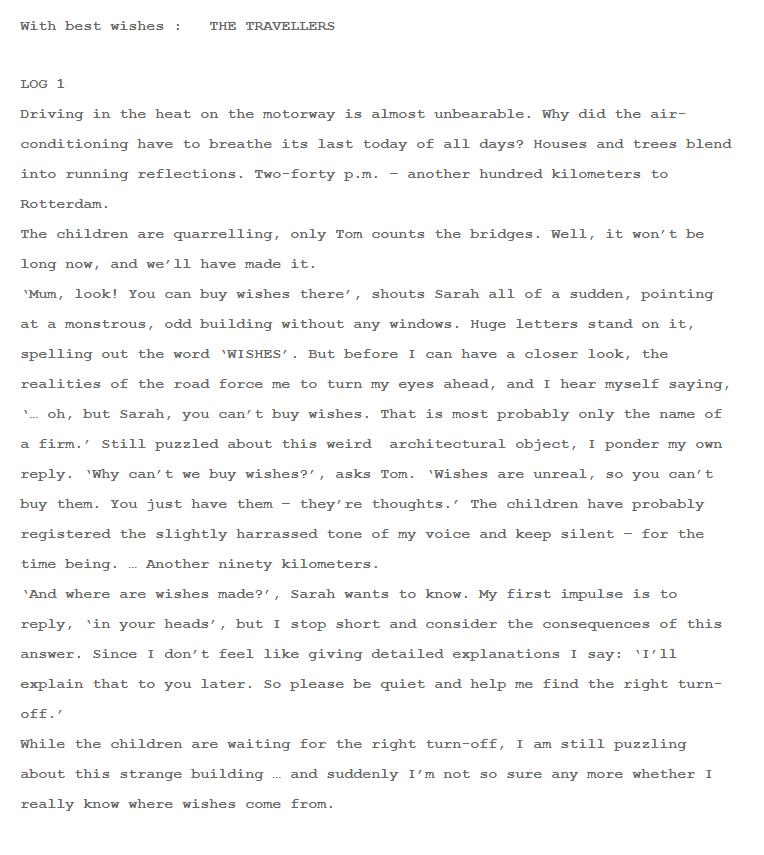 With best wishes :   THE TRAVELLERS
LOG 1
Driving in the heat on the motorway is almost unbearable. Why did the air-
conditioning have to breathe its last today of all days? Houses and trees blend
into running reflections. Two-forty p.m. – another hundred kilometers to
Rotterdam.
The children are quarrelling, only Tom counts the bridges. Well, it won’t be
long now, and we’ll have made it.
‘Mum, look! You can buy wishes there’, shouts Sarah all of a sudden, pointing
at a monstrous, odd building without any windows. Huge letters stand on it,
spelling out the word ‘WISHES’. But before I can have a closer look, the
realities of the road force me to turn my eyes ahead, and I hear myself saying,
‘… oh, but Sarah, you can’t buy wishes. That is most probably only the name of
a firm.’ Still puzzled about this weird  architectural object, I ponder my own
reply. ‘Why can’t we buy wishes?’, asks Tom. ‘Wishes are unreal, so you can’t
buy them. You just have them – they’re thoughts.’ The children have probably
registered the slightly harrassed tone of my voice and keep silent – for the
time being. … Another ninety kilometers.
‘And where are wishes made?’, Sarah wants to know. My first impulse is to
reply, ‘in your heads’, but I stop short and consider the consequences of this
answer. Since I don’t feel like giving detailed explanations I say: ‘I’ll
explain that to you later. So please be quiet and help me find the right turn-
off.’
While the children are waiting for the right turn-off, I am still puzzling
about this strange building … and suddenly I’m not so sure any more whether I
really know where wishes come from.